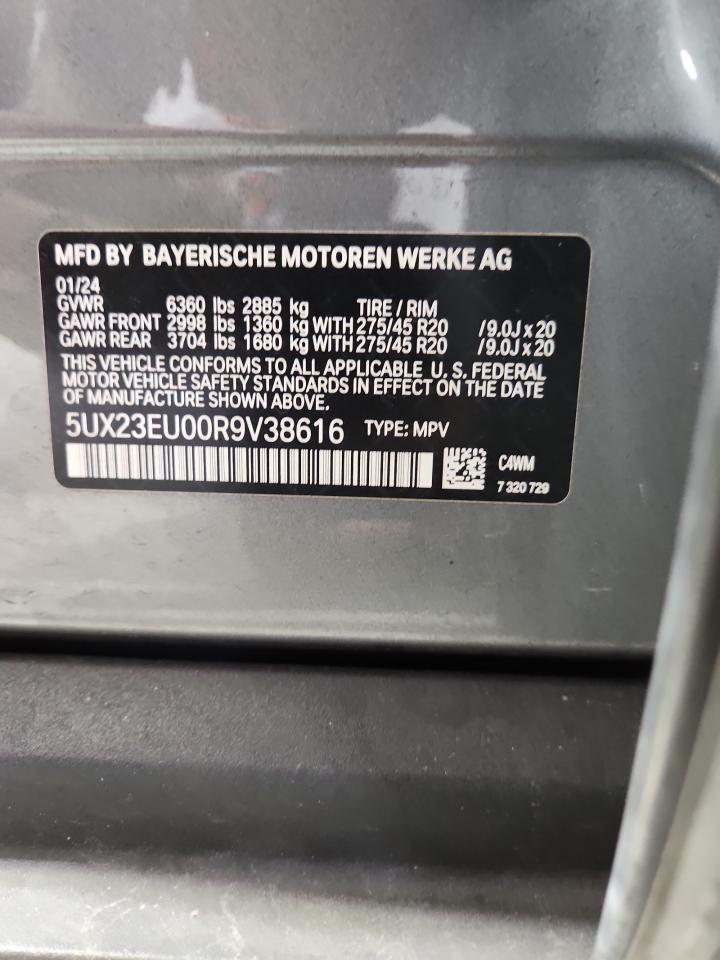 MFD BY BAYERISCHE MOTOREN WERKE AG
01/24
GVWR 6360 lbs 2885 kg TIRE / RIM
GAWR FRONT 2998 lbs 1360 kg WITH 275/45 R20 /9.0J x 20
GAWR REAR 3704 lbs 1680 kg WITH 275/45 R20 /9.0J x 20
THIS VEHICLE CONFORMS TO ALL APPLICABLE U. S. FEDERAL
MOTOR VEHICLE SAFETY STANDARDS IN EFFECT ON THE DATE
OF MANUFACTURE SHOWN ABOVE.
5UX23EU00R9V38616 TYPE: MPV
C4WM
7 320 729